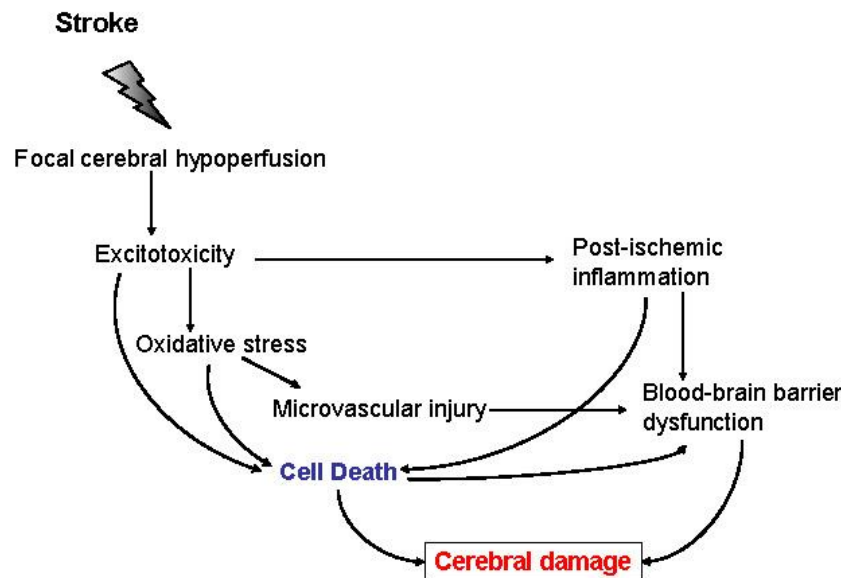 Stroke
Focal cerebral hypoperfusion
Excitotoxicity
Post-ischemic
inflammation
Oxidative stress
Microvascular injury
Blood-brain barrier
dysfunction
Cell Death
Cerebral damage